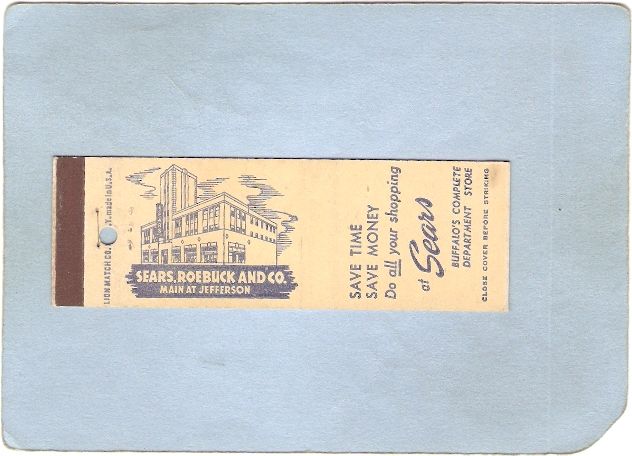 LION MATCH CO. N.Y. made in U.S.A.
SEARS, ROEBUCK AND CO.
MAIN AT JEFFERSON
SAVE TIME
SAVE MONEY
Do all your shopping
at Sears
BUFFALO'S COMPLETE
DEPARTMENT STORE
CLOSE COVER BEFORE STRIKING